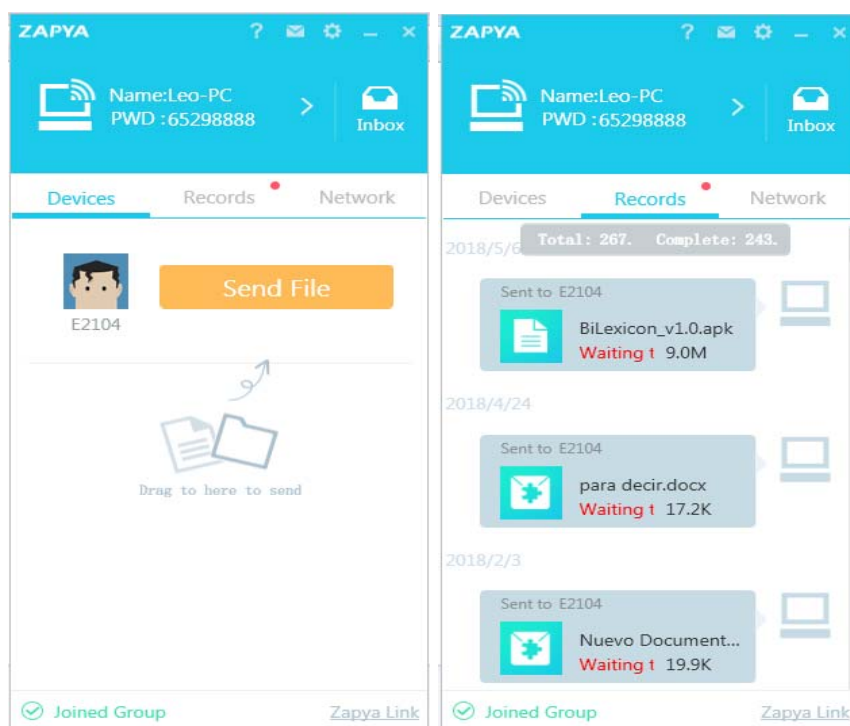 ZAPYA ?
Name:Leo-PC
PWD :65298888 >
Inbox
Devices Records Network
Send File
E2104
Drag to here to send
Joined Group Zapya Link
ZAPYA ?
Name:Leo-PC
PWD :65298888 >
Inbox
Devices Records Network
2018/5/6 Total: 267. Complete: 243.
Sent to E2104
BiLexicon_v1.0.apk
Waiting t 9.0M
2018/4/24
Sent to E2104
para decir.docx
Waiting t 17.2K
2018/2/3
Sent to E2104
Nuevo Document...
Waiting t 19.9K
Joined Group Zapya Link